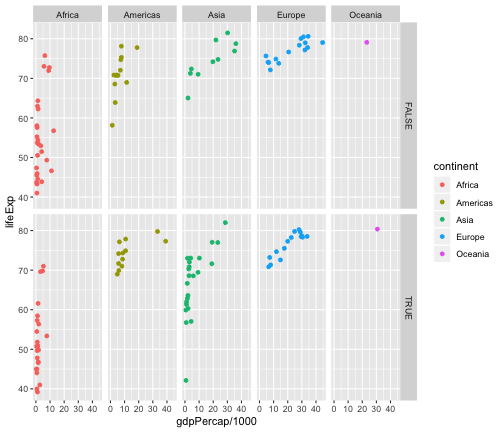 Africa Americas Asia Europe Oceania
80
70
60
50
40
FALSE
80
70
60
50
40
TRUE
lifeExp
0 10 20 30 40 0 10 20 30 40 0 10 20 30 40 0 10 20 30 40 0 10 20 30 40
gdpPercap/1000
continent
Africa
Americas
Asia
Europe
Oceania